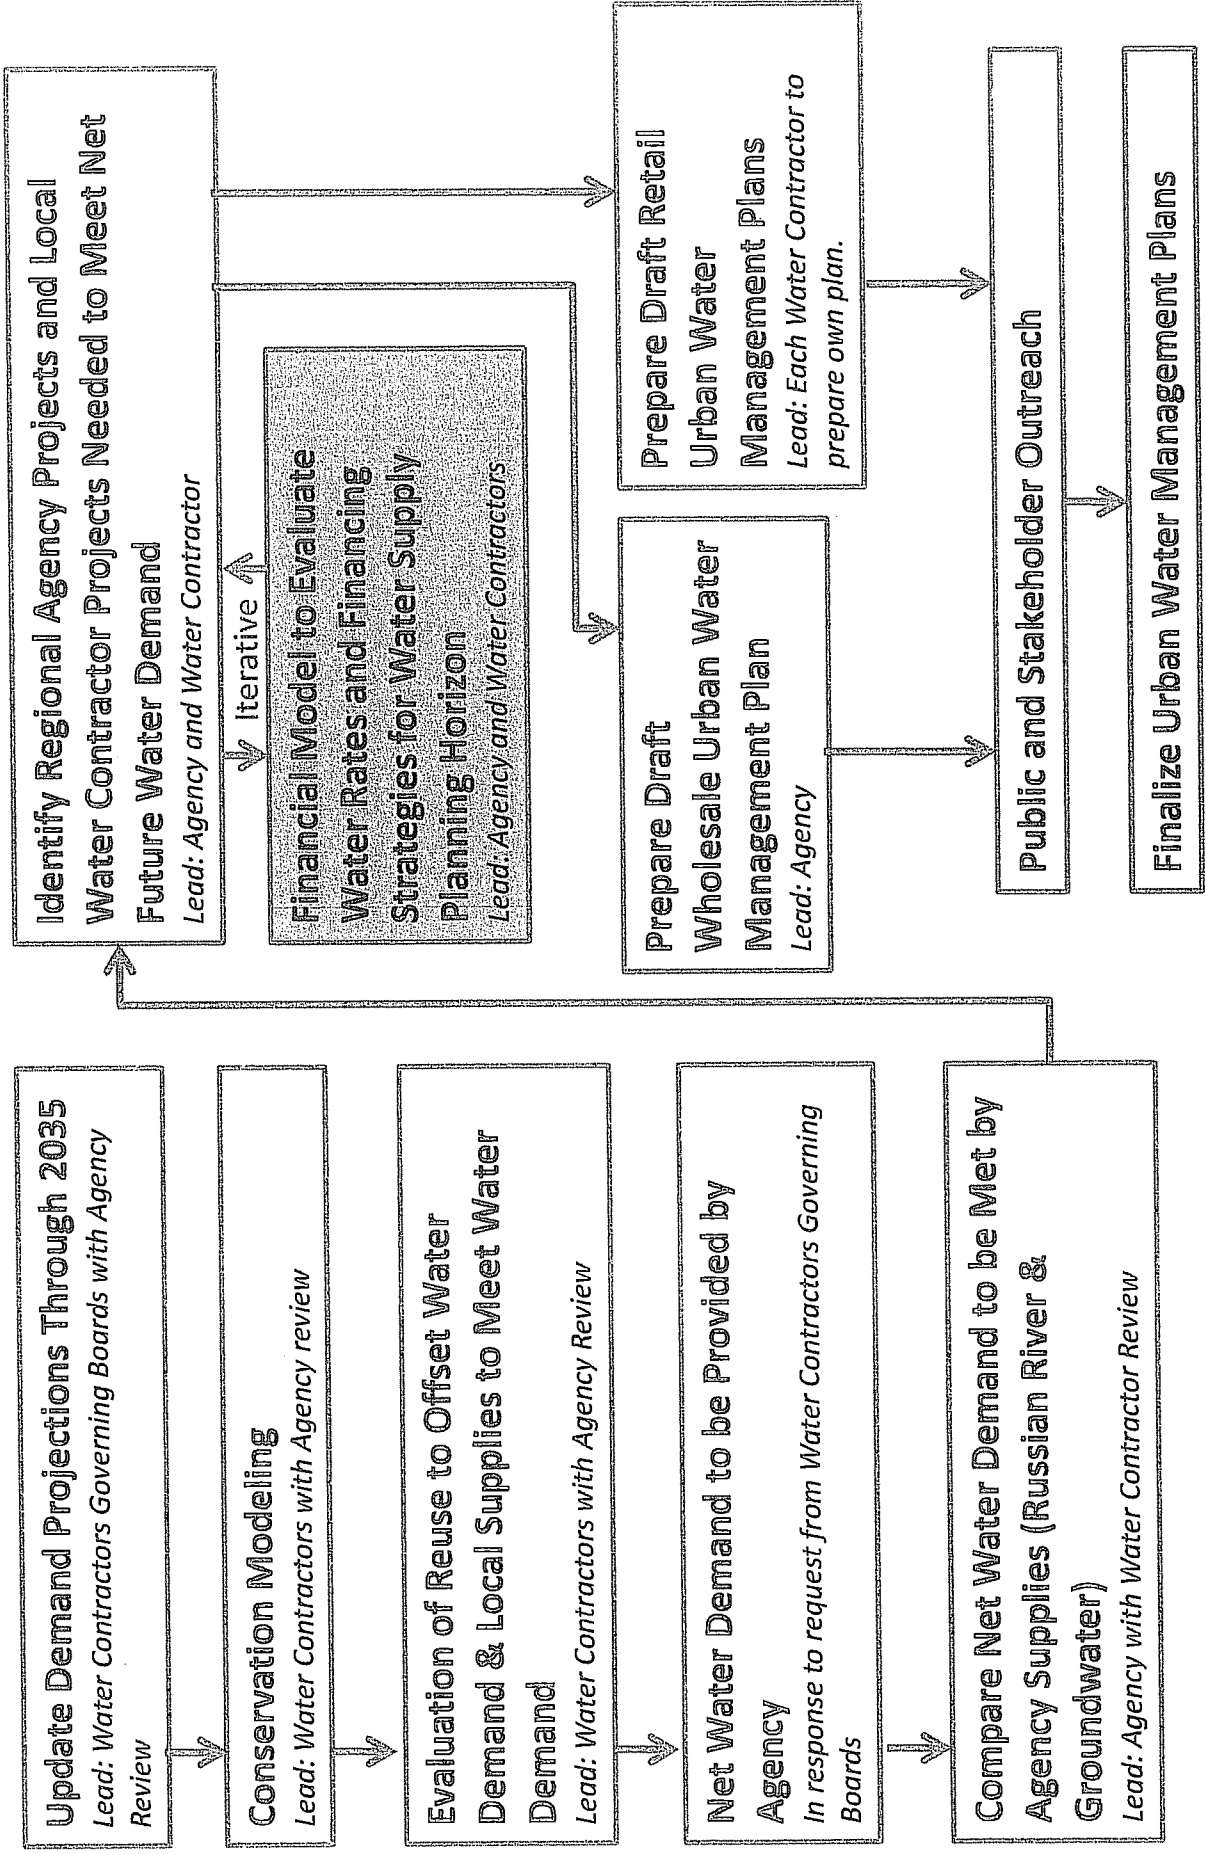 Update Demand Projections Through 2035
Lead: Water Contractors Governing Boards with Agency
Review
Conservation Modeling
Lead: Water Contractors with Agency review
Evaluation of Reuse to Offset Water
Demand & Local Supplies to Meet Water
Demand
Lead: Water Contractors with Agency Review
Net Water Demand to be Provided by
Agency
In response to request from Water Contractors Governing
Boards
Compare Net Water Demand to be Met by
Agency Supplies (Russian River &
Groundwater)
Lead: Agency with Water Contractor Review
Identify Regional Agency Projects and Local
Water Contractor Projects Needed to Meet Net
Future Water Demand
Lead: Agency and Water Contractor
Iterative
Financial Model to Evaluate
Water Rates and Financing
Strategies for Water Supply
Planning Horizon
Lead: Agency and Water Contractors
Prepare Draft
Wholesale Urban Water
Management Plan
Lead: Agency
Prepare Draft Retail
Urban Water
Management Plans
Lead: Each Water Contractor to
prepare own plan.
Public and Stakeholder Outreach
Finalize Urban Water Management Plans